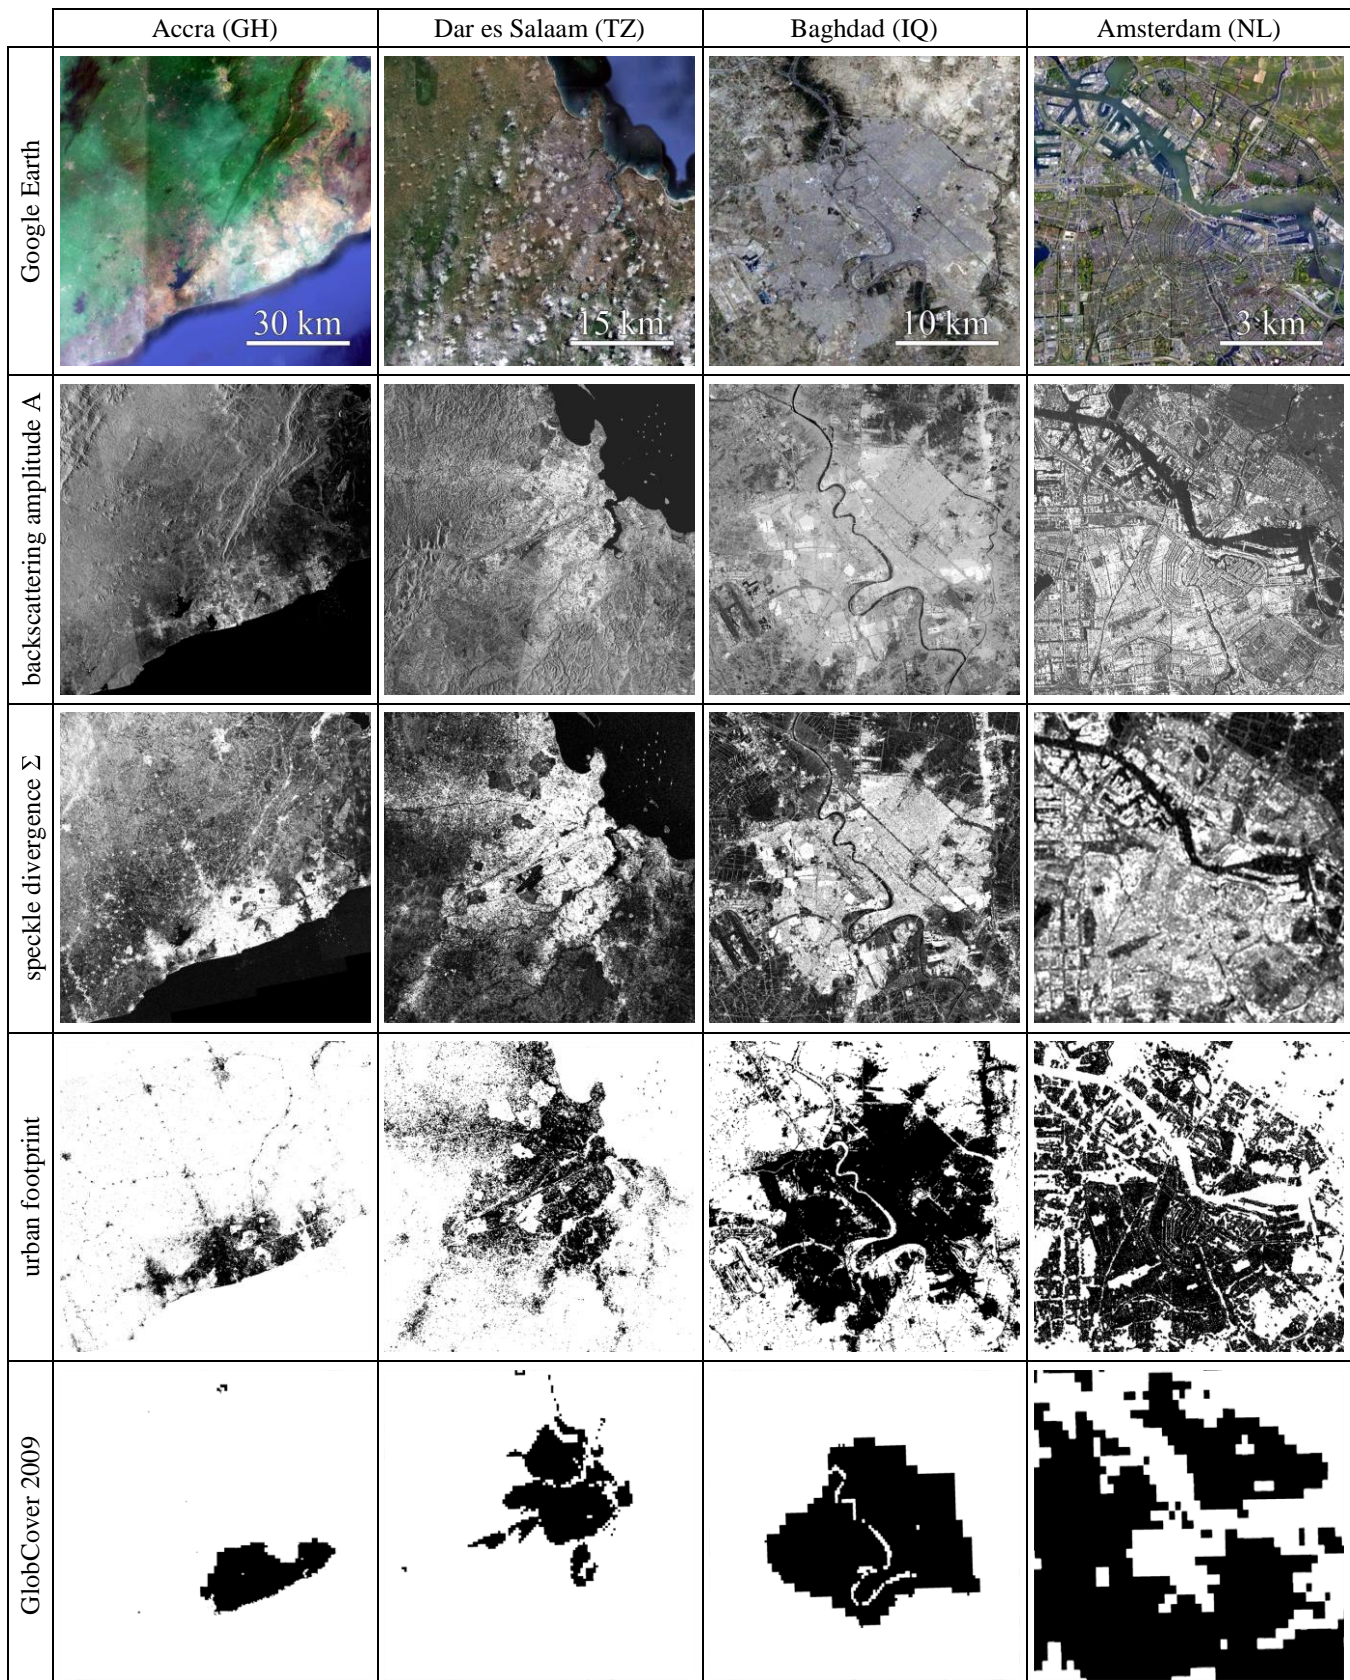 Accra (GH)
Dar es Salaam (TZ)
Baghdad (IQ)
Amsterdam (NL)
Google Earth
30 km
15 km
10 km
3 km
backscattering amplitude A
speckle divergence Σ
urban footprint
GlobCover 2009